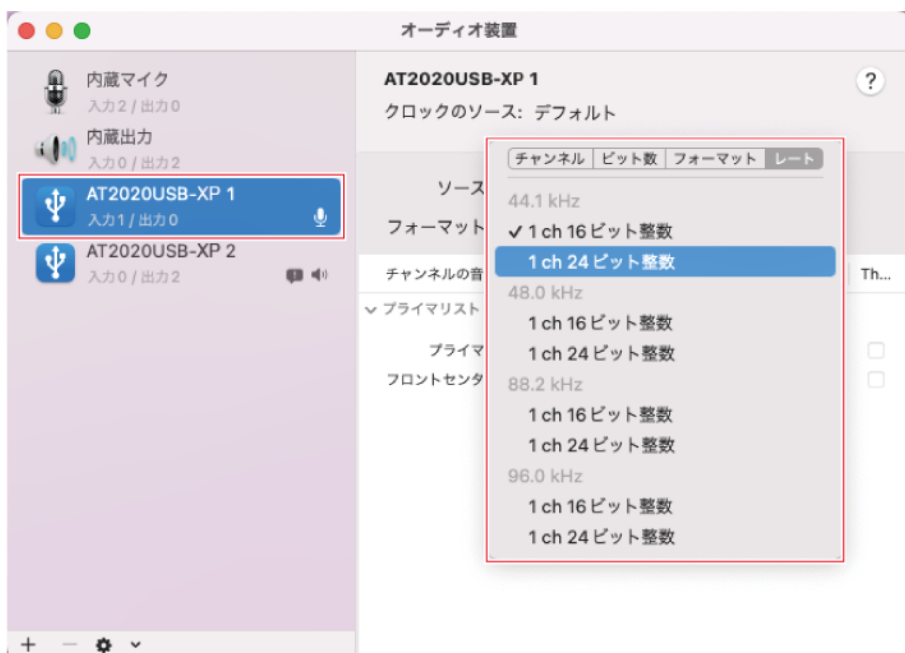 オーディオ装置
内蔵マイク
入力 2 / 出力 0
内蔵出力
入力 0 / 出力 2
AT2020USB-XP 1
入力 1 / 出力 0
AT2020USB-XP 2
入力 0 / 出力 2
AT2020USB-XP 1
?
クロックのソース: デフォルト
ソース
フォーマット
チャンネルの音
Th...
プライマリスト
プライマ
フロントセンタ
チャンネル ビット数 フォーマット レート
44.1 kHz
✓ 1 ch 16 ビット整数
1 ch 24 ビット整数
48.0 kHz
1 ch 16 ビット整数
1 ch 24 ビット整数
88.2 kHz
1 ch 16 ビット整数
1 ch 24 ビット整数
96.0 kHz
1 ch 16 ビット整数
1 ch 24 ビット整数